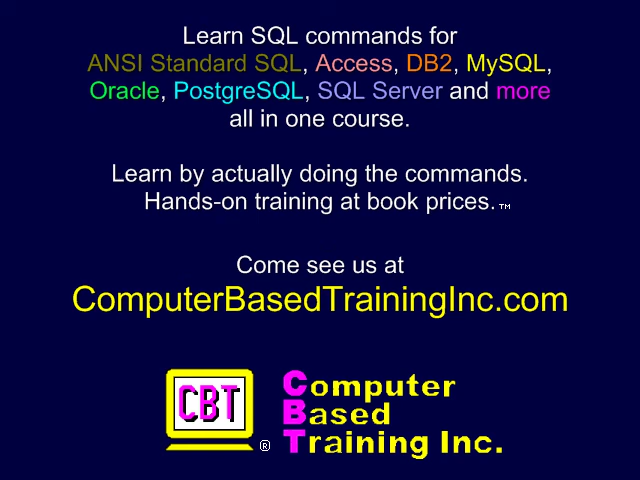 Learn SQL commands for
ANSI Standard SQL, Access, DB2, MySQL,
Oracle, PostgreSQL, SQL Server and more
all in one course.
Learn by actually doing the commands.
Hands-on training at book prices.™
Come see us at
ComputerBasedTrainingInc.com
CBT ®
Computer
Based
Training Inc.